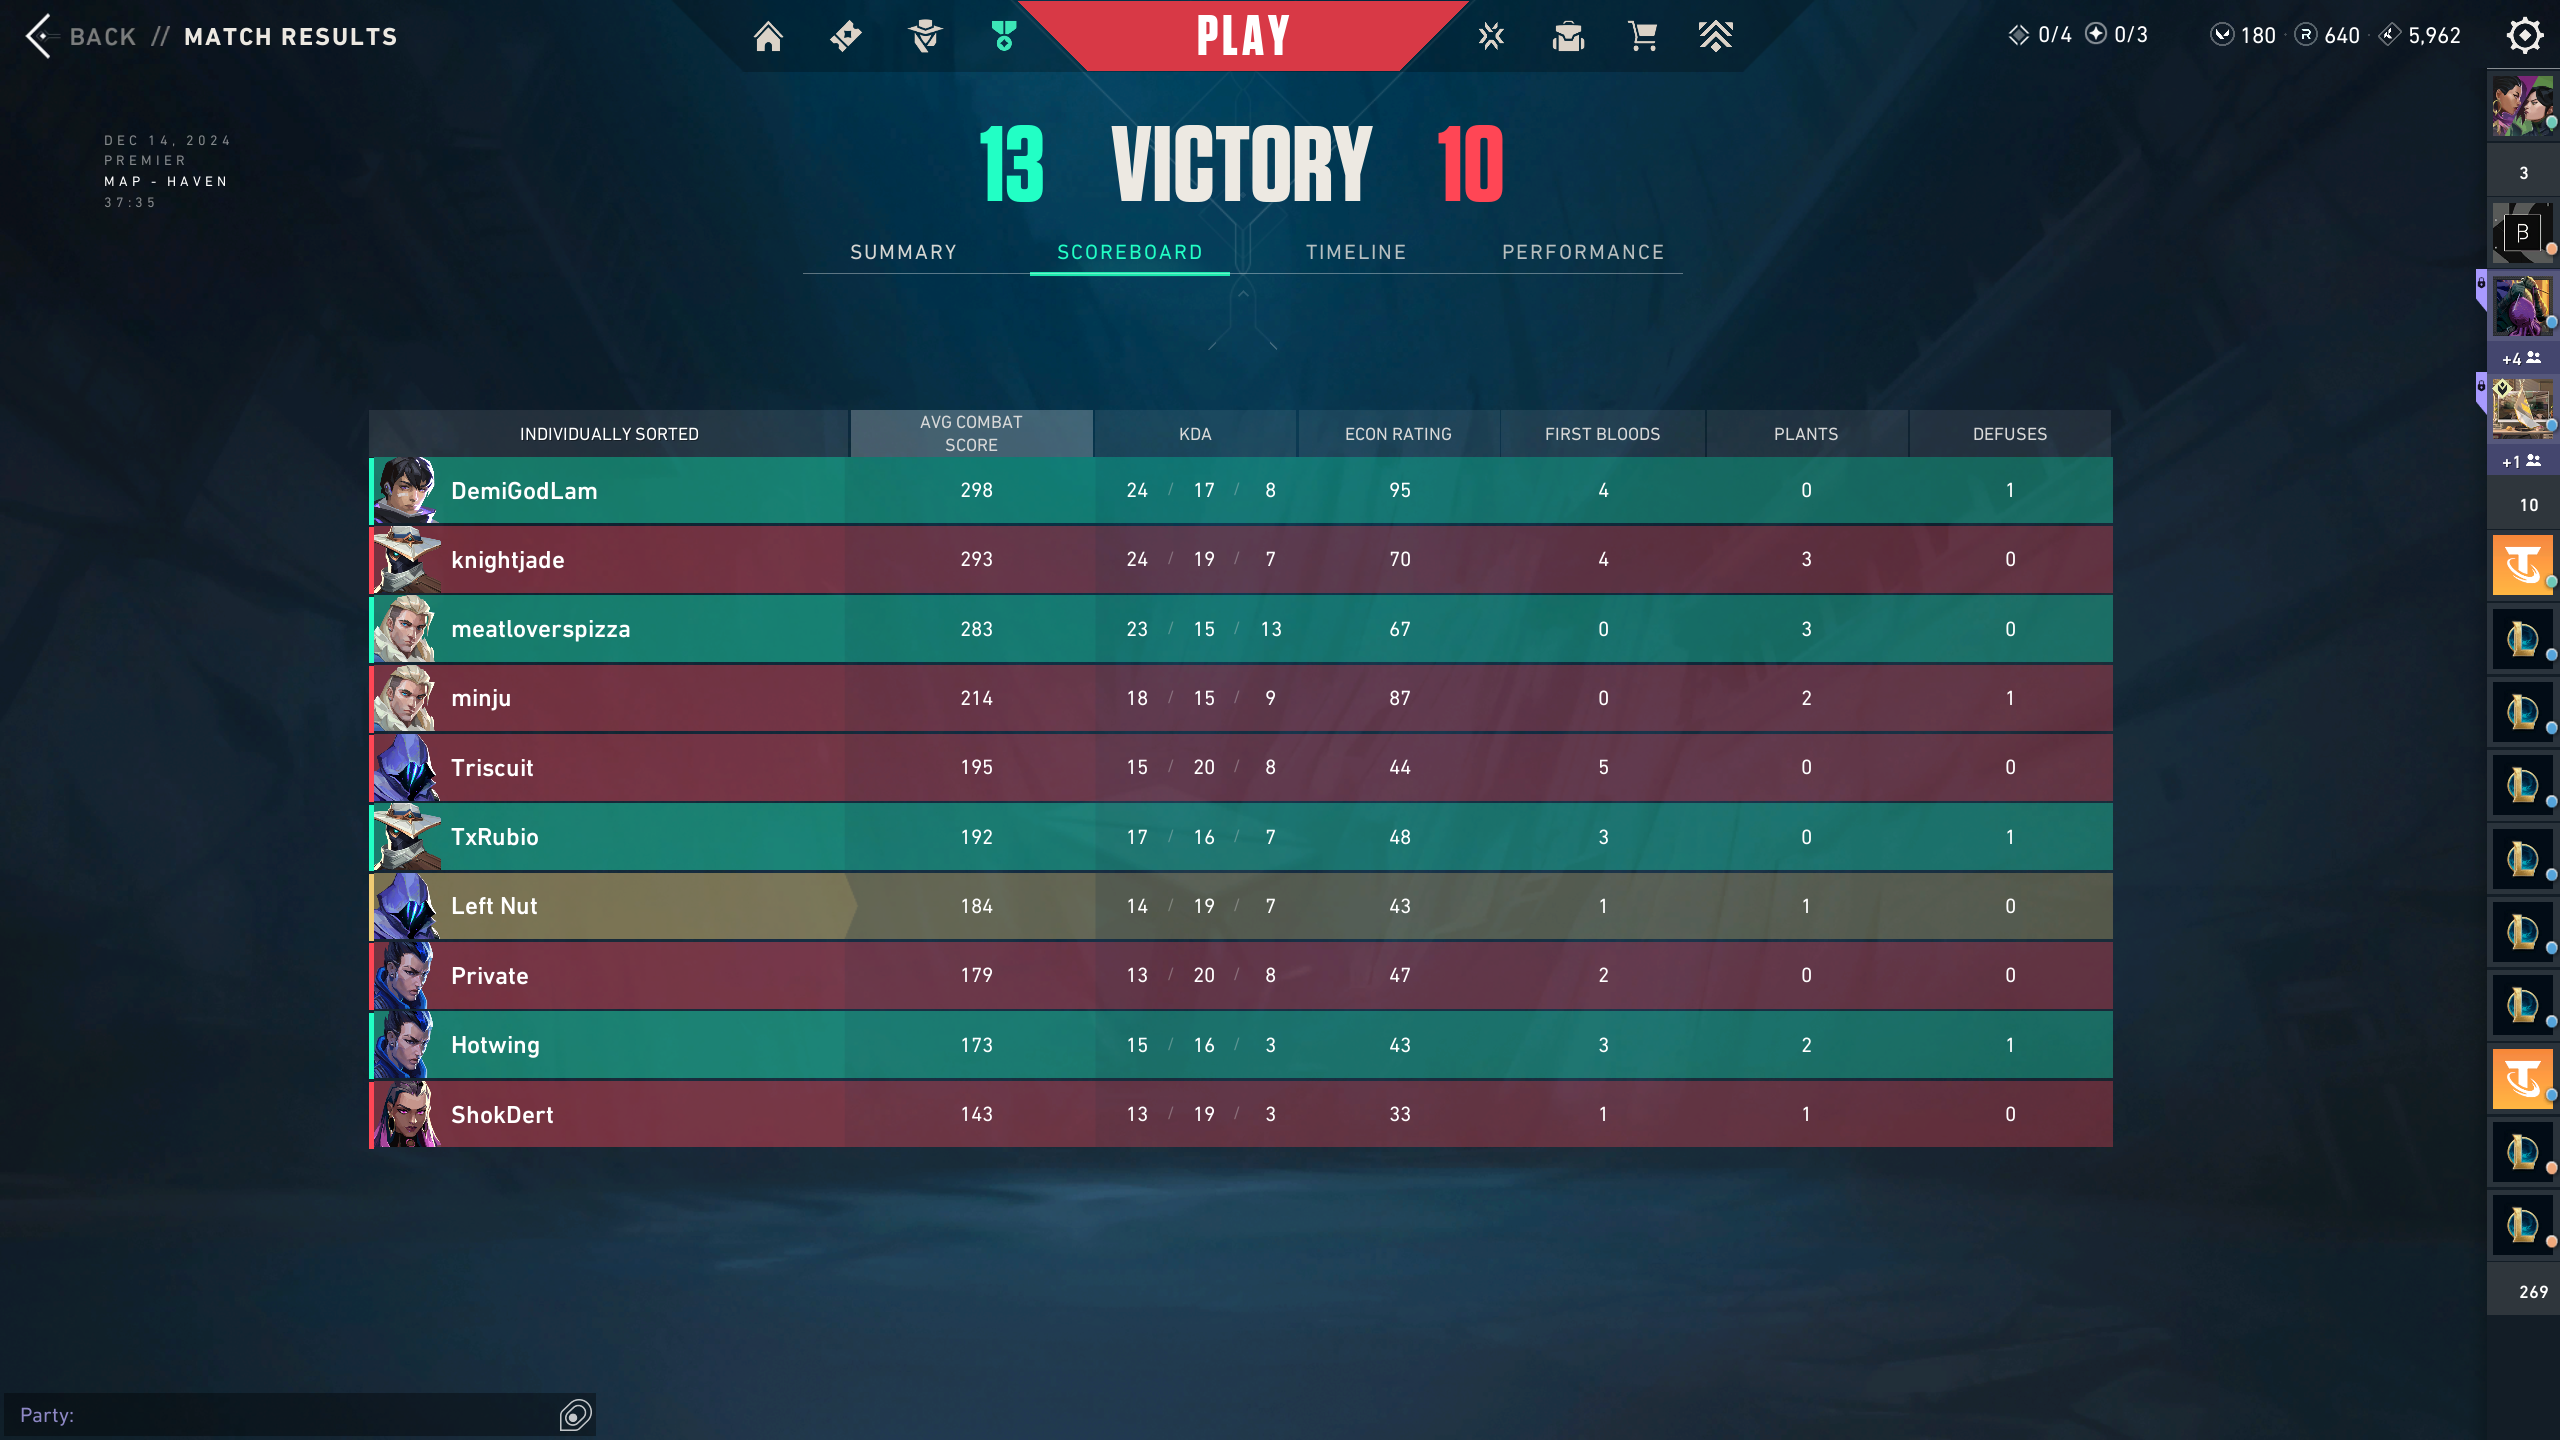 BACK // MATCH RESULTS
PLAY
0/4 0/3 180 R 640 5,962
DEC 14, 2024
PREMIER
MAP - HAVEN
37:35
13 VICTORY 10
SUMMARY SCOREBOARD TIMELINE PERFORMANCE
INDIVIDUALLY SORTED AVG COMBAT SCORE KDA ECON RATING FIRST BLOODS PLANTS DEFUSES
DemiGodLam 298 24 / 17 / 8 95 4 0 1
knightjade 293 24 / 19 / 7 70 4 3 0
meatloverspizza 283 23 / 15 / 13 67 0 3 0
minju 214 18 / 15 / 9 87 0 2 1
Triscuit 195 15 / 20 / 8 44 5 0 0
TxRubio 192 17 / 16 / 7 48 3 0 1
Left Nut 184 14 / 19 / 7 43 1 1 0
Private 179 13 / 20 / 8 47 2 0 0
Hotwing 173 15 / 16 / 3 43 3 2 1
ShokDert 143 13 / 19 / 3 33 1 1 0
3
B
+4
+1
10
269
Party: